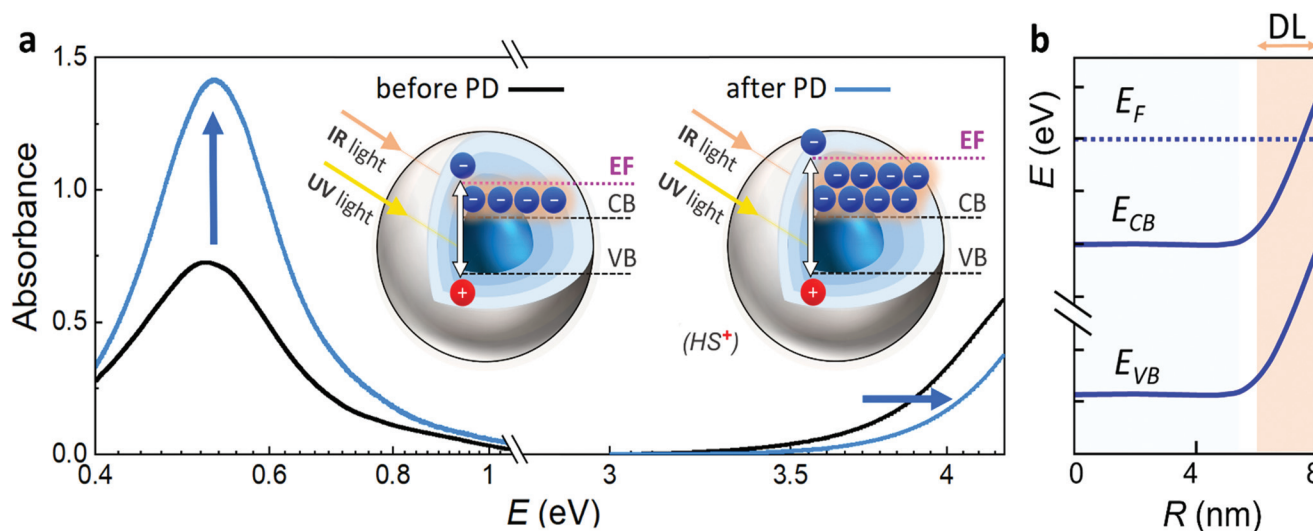 a
1.5
1.0
0.5
0.0
Absorbance
0.4
0.6
0.8
1
3
3.5
4
E (eV)
before PD
after PD
IR light
UV light
EF
CB
VB
−
− − − −
+
IR light
UV light
EF
CB
VB
−
− − − −
− − − −
+
(HS+)
b
DL
E (eV)
EF
ECB
EVB
0
4
8
R (nm)